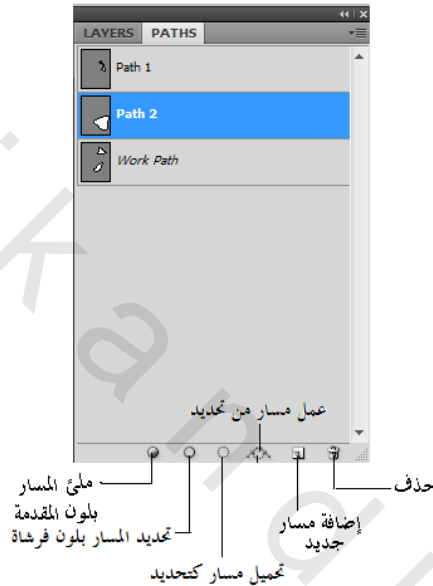 LAYERS PATHS
Path 1
Path 2
Work Path
عمل مسار من تحديد
حذف
إضافة مسار
جديد
ملئ المسار
بلون المقدمة
تحديد المسار بلون فرشاة
تحميل مسار كتحديد